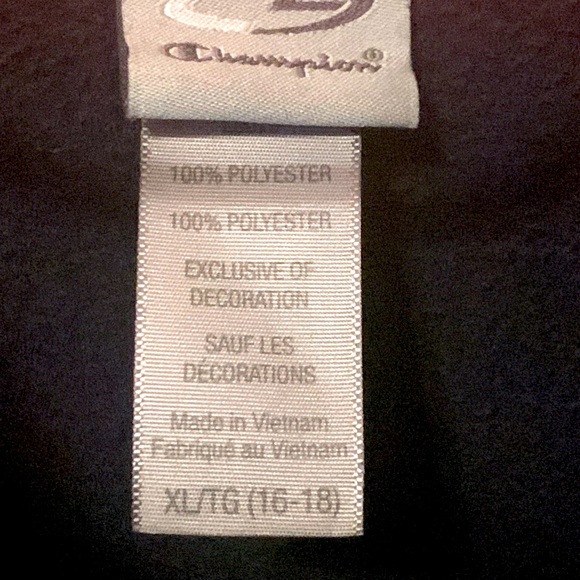 Champion®
100% POLYESTER
100% POLYESTER
EXCLUSIVE OF
DECORATION
SAUF LES
DÉCORATIONS
Made in Vietnam
Fabriqué au Vietnam
XL/TG (16-18)